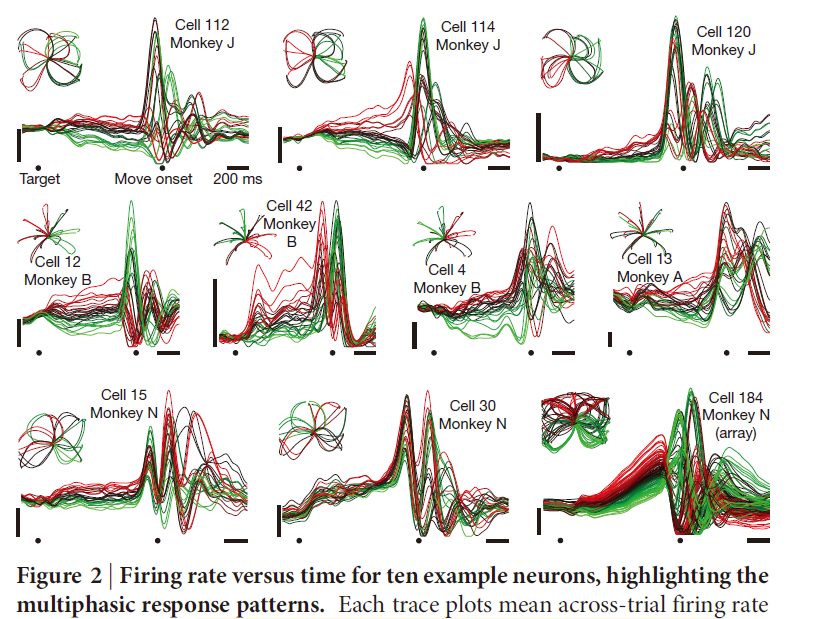 Cell 112
Monkey J
Cell 114
Monkey J
Cell 120
Monkey J
Target
Move onset
200 ms
Cell 12
Monkey B
Cell 42
Monkey
B
Cell 4
Monkey B
Cell 13
Monkey A
Cell 15
Monkey N
Cell 30
Monkey N
Cell 184
Monkey N
(array)
Figure 2 | Firing rate versus time for ten example neurons, highlighting the
multiphasic response patterns. Each trace plots mean across-trial firing rate